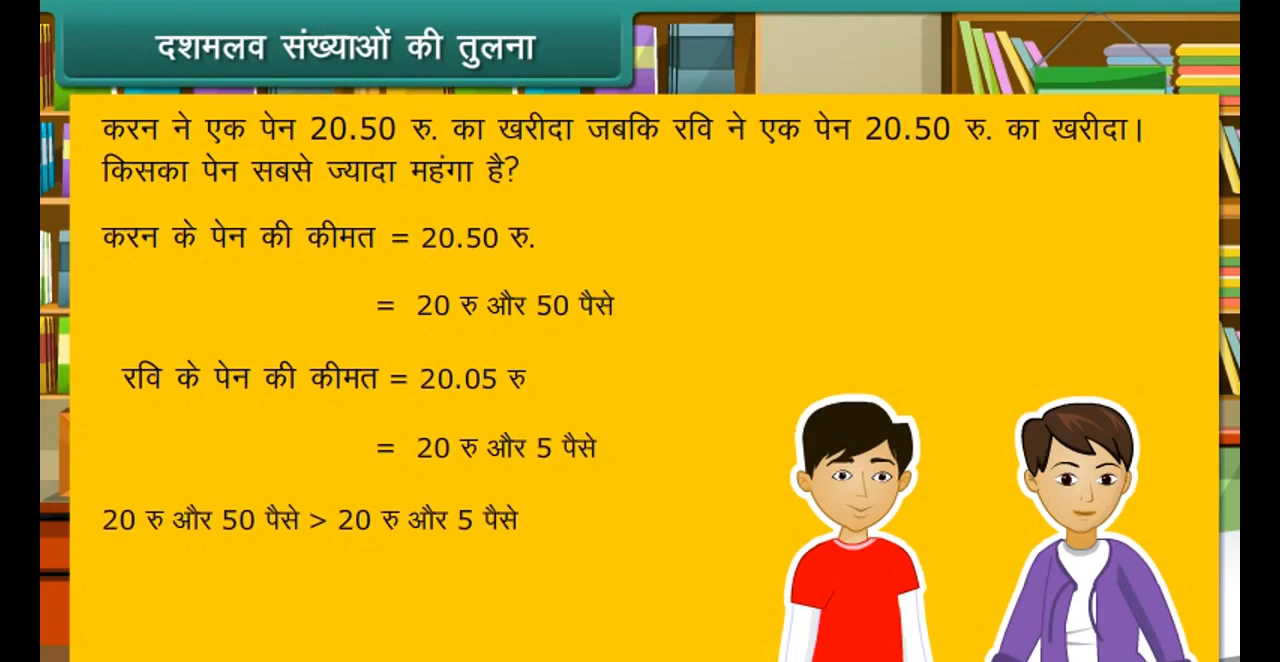 दशमलव संख्याओं की तुलना
करन ने एक पेन 20.50 रु. का खरीदा जबकि रवि ने एक पेन 20.50 रु. का खरीदा।
किसका पेन सबसे ज्यादा महंगा है?
करन के पेन की कीमत = 20.50 रु.
= 20 रु और 50 पैसे
रवि के पेन की कीमत = 20.05 रु
= 20 रु और 5 पैसे
20 रु और 50 पैसे > 20 रु और 5 पैसे